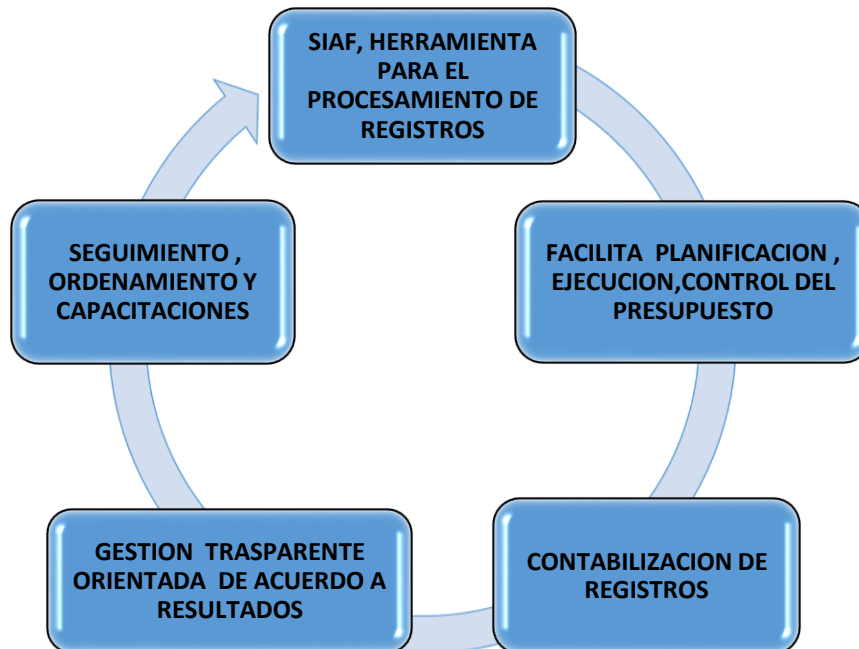 SIAF, HERRAMIENTA
PARA EL
PROCESAMIENTO DE
REGISTROS
FACILITA PLANIFICACION ,
EJECUCION,CONTROL DEL
PRESUPUESTO
CONTABILIZACION DE
REGISTROS
GESTION TRASPARENTE
ORIENTADA DE ACUERDO A
RESULTADOS
SEGUIMIENTO ,
ORDENAMIENTO Y
CAPACITACIONES